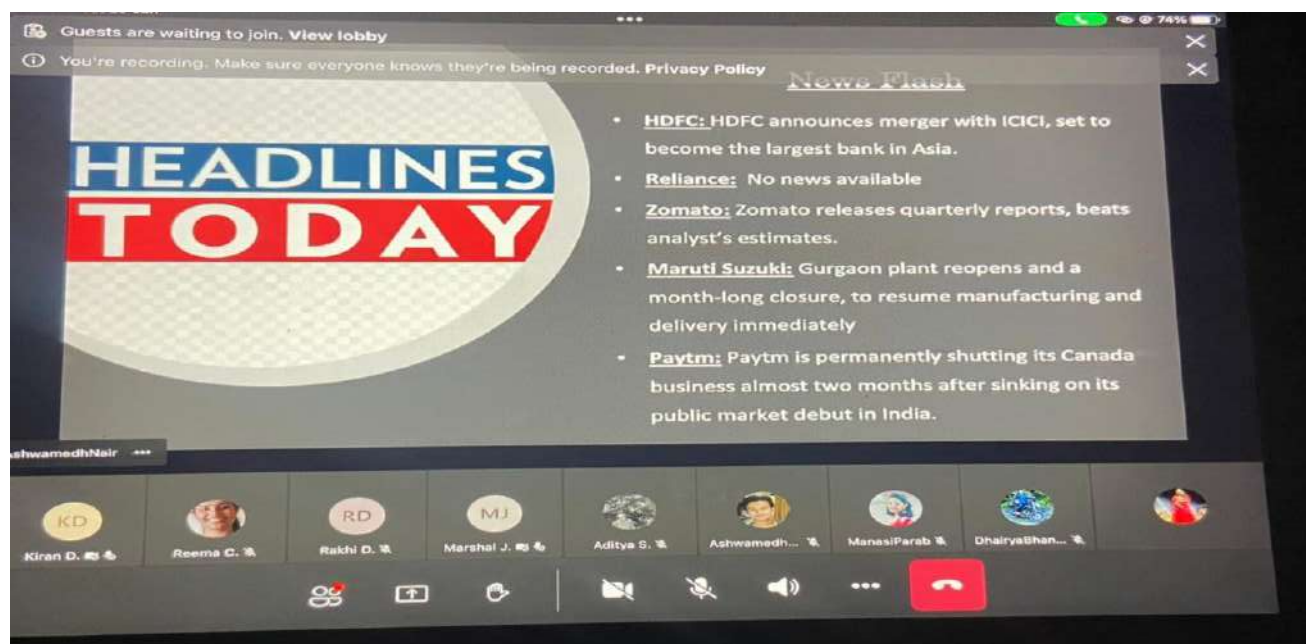 74%
Guests are waiting to join. View lobby
You're recording. Make sure everyone knows they're being recorded. Privacy Policy
News Flash
HEADLINES
TODAY
• HDFC: HDFC announces merger with ICICI, set to
become the largest bank in Asia.
• Reliance: No news available
• Zomato: Zomato releases quarterly reports, beats
analyst's estimates.
• Maruti Suzuki: Gurgaon plant reopens and a
month-long closure, to resume manufacturing and
delivery immediately
• Paytm: Paytm is permanently shutting its Canada
business almost two months after sinking on its
public market debut in India.
shwamedhNair
KD
RD
MJ
Kiran D.
Reema C.
Rakhi D.
Marshal J.
Aditya S.
Ashwamedh...
ManasiParab
DhairyaBhan...